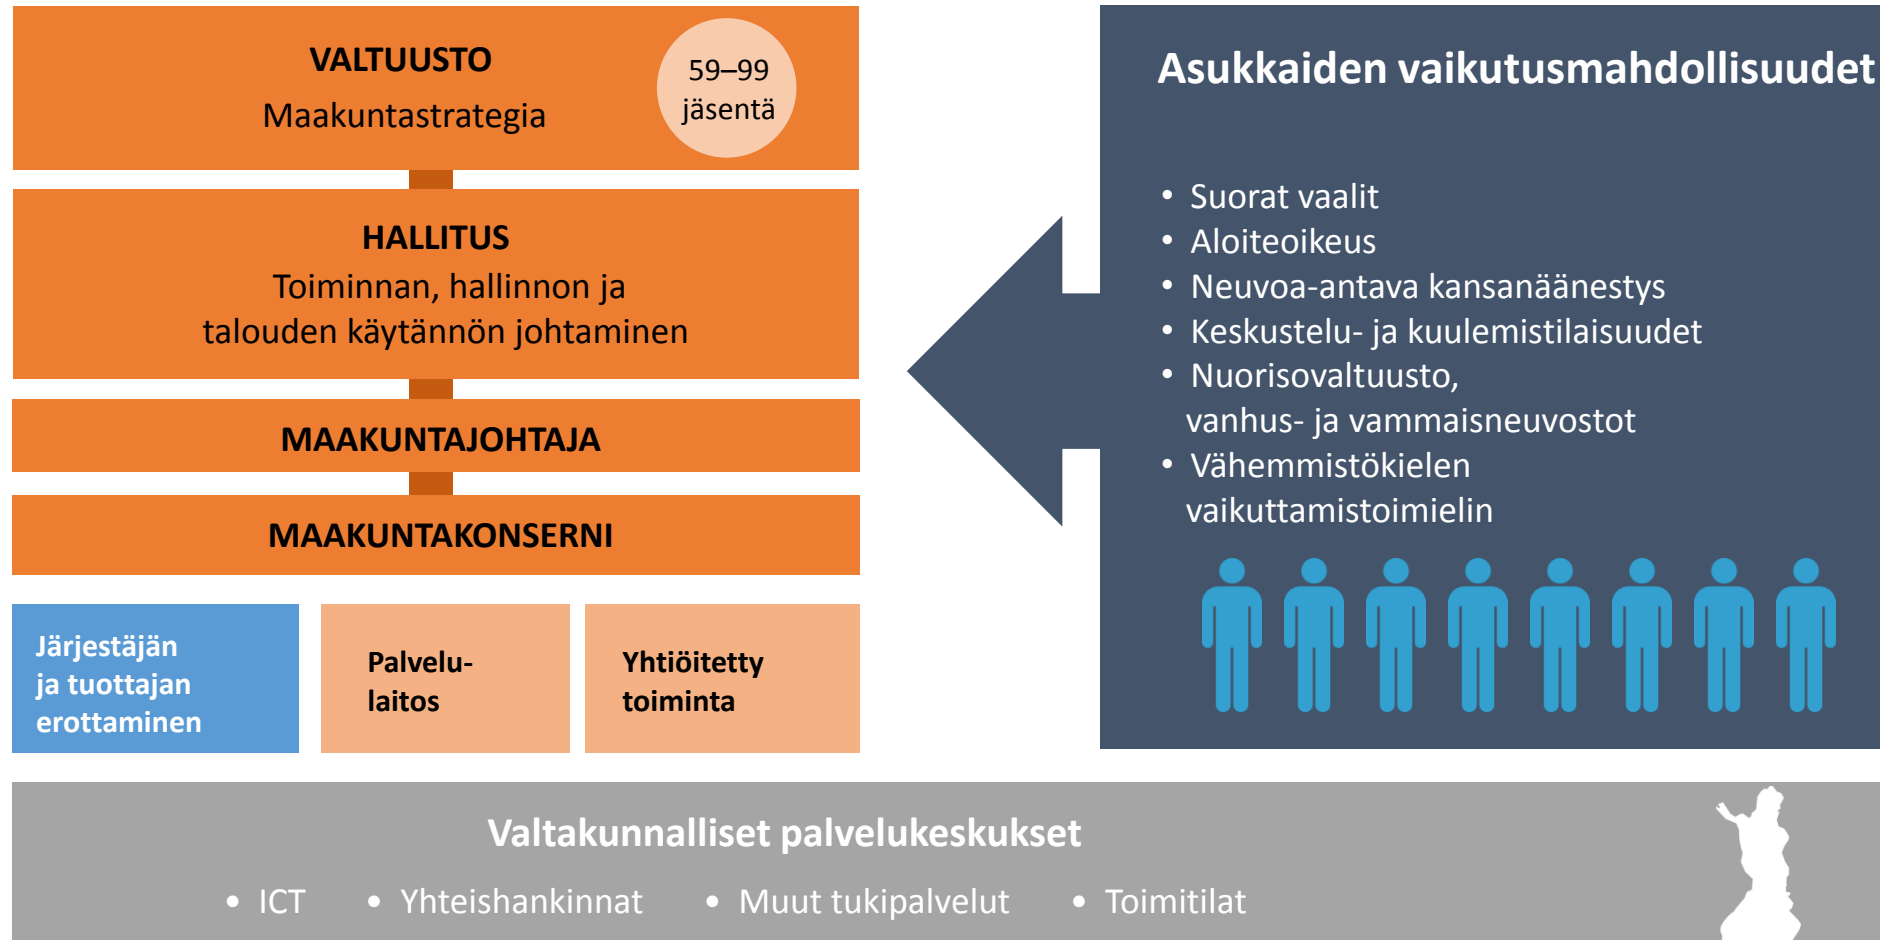 VALTUUSTO
Maakuntastrategia
59–99
jäsentä
HALLITUS
Toiminnan, hallinnon ja
talouden käytännön johtaminen
MAAKUNTAJOHTAJA
MAAKUNTAKONSERNI
Järjestäjän
ja tuottajan
erottaminen
Palvelu-
laitos
Yhtiöitetty
toiminta
Asukkaiden vaikutusmahdollisuudet
• Suorat vaalit
• Aloiteoikeus
• Neuvoa-antava kansanäänestys
• Keskustelu- ja kuulemistilaisuudet
• Nuorisovaltuusto,
vanhus- ja vammaisneuvostot
• Vähemmistökielen
vaikuttamistoimielin
Valtakunnalliset palvelukeskukset
• ICT • Yhteishankinnat • Muut tukipalvelut • Toimitilat